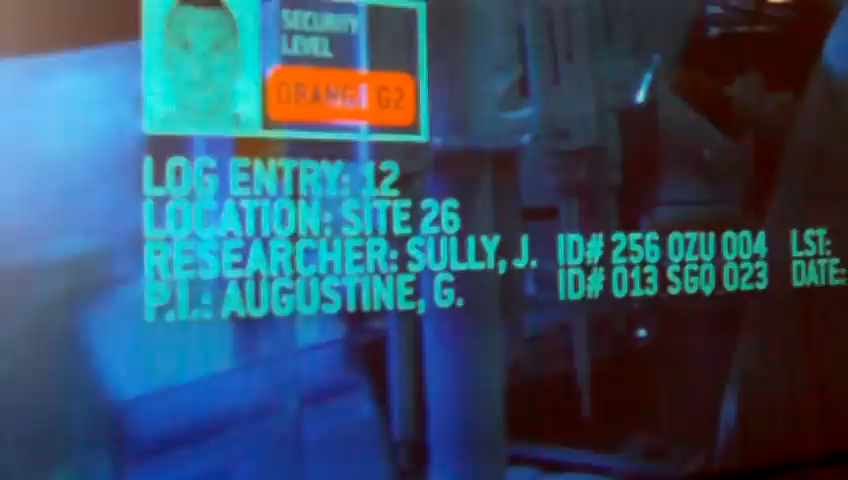 SECURITY
LEVEL
ORANGE G2
LOG ENTRY: 12
LOCATION: SITE 26
RESEARCHER: SULLY, J. ID# 256 OZU 004 LST:
P.I.: AUGUSTINE, G. ID# 013 SGQ 023 DATE: